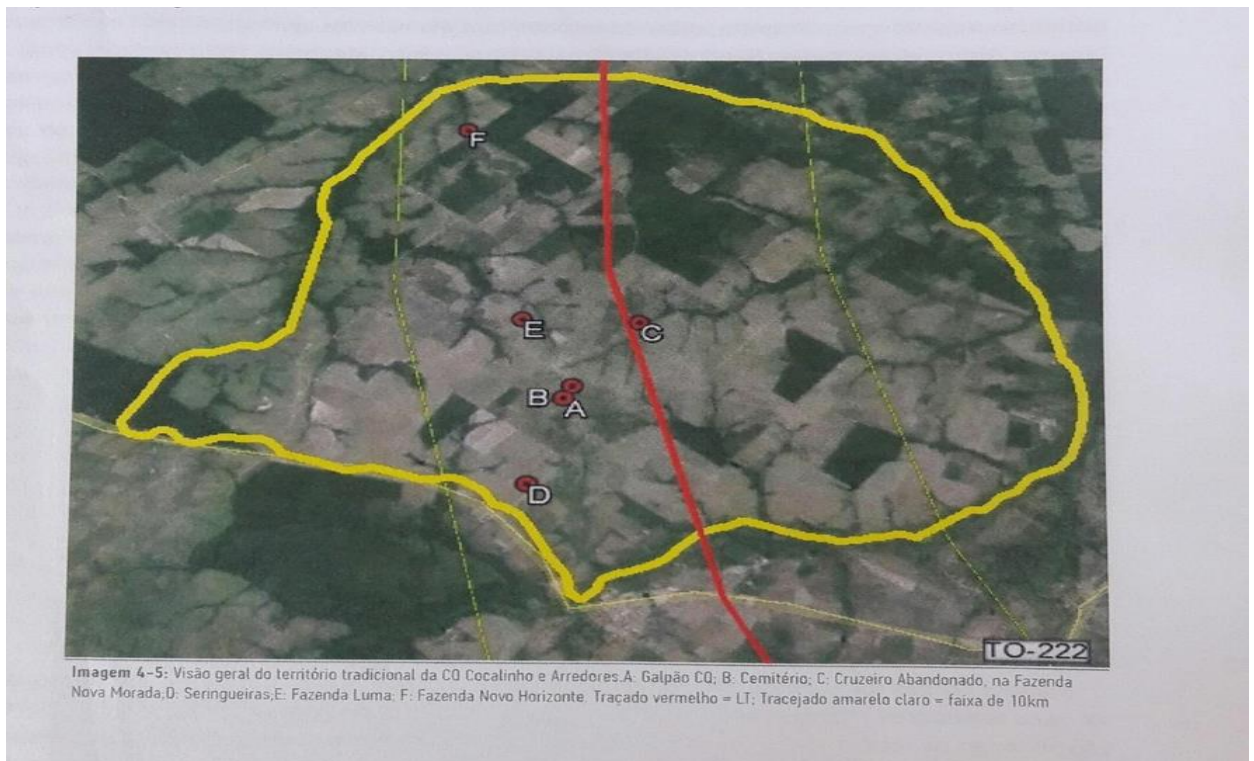 F
E
C
B
A
D
TO-222
Imagem 4-5: Visão geral do território tradicional da CQ Cocalinho e Arredores.A: Galpão CQ; B: Cemitério; C: Cruzeiro Abandonado, na Fazenda
Nova Morada;D: Seringueiras;E: Fazenda Luma; F: Fazenda Novo Horizonte. Traçado vermelho = LT; Tracejado amarelo claro = faixa de 10km